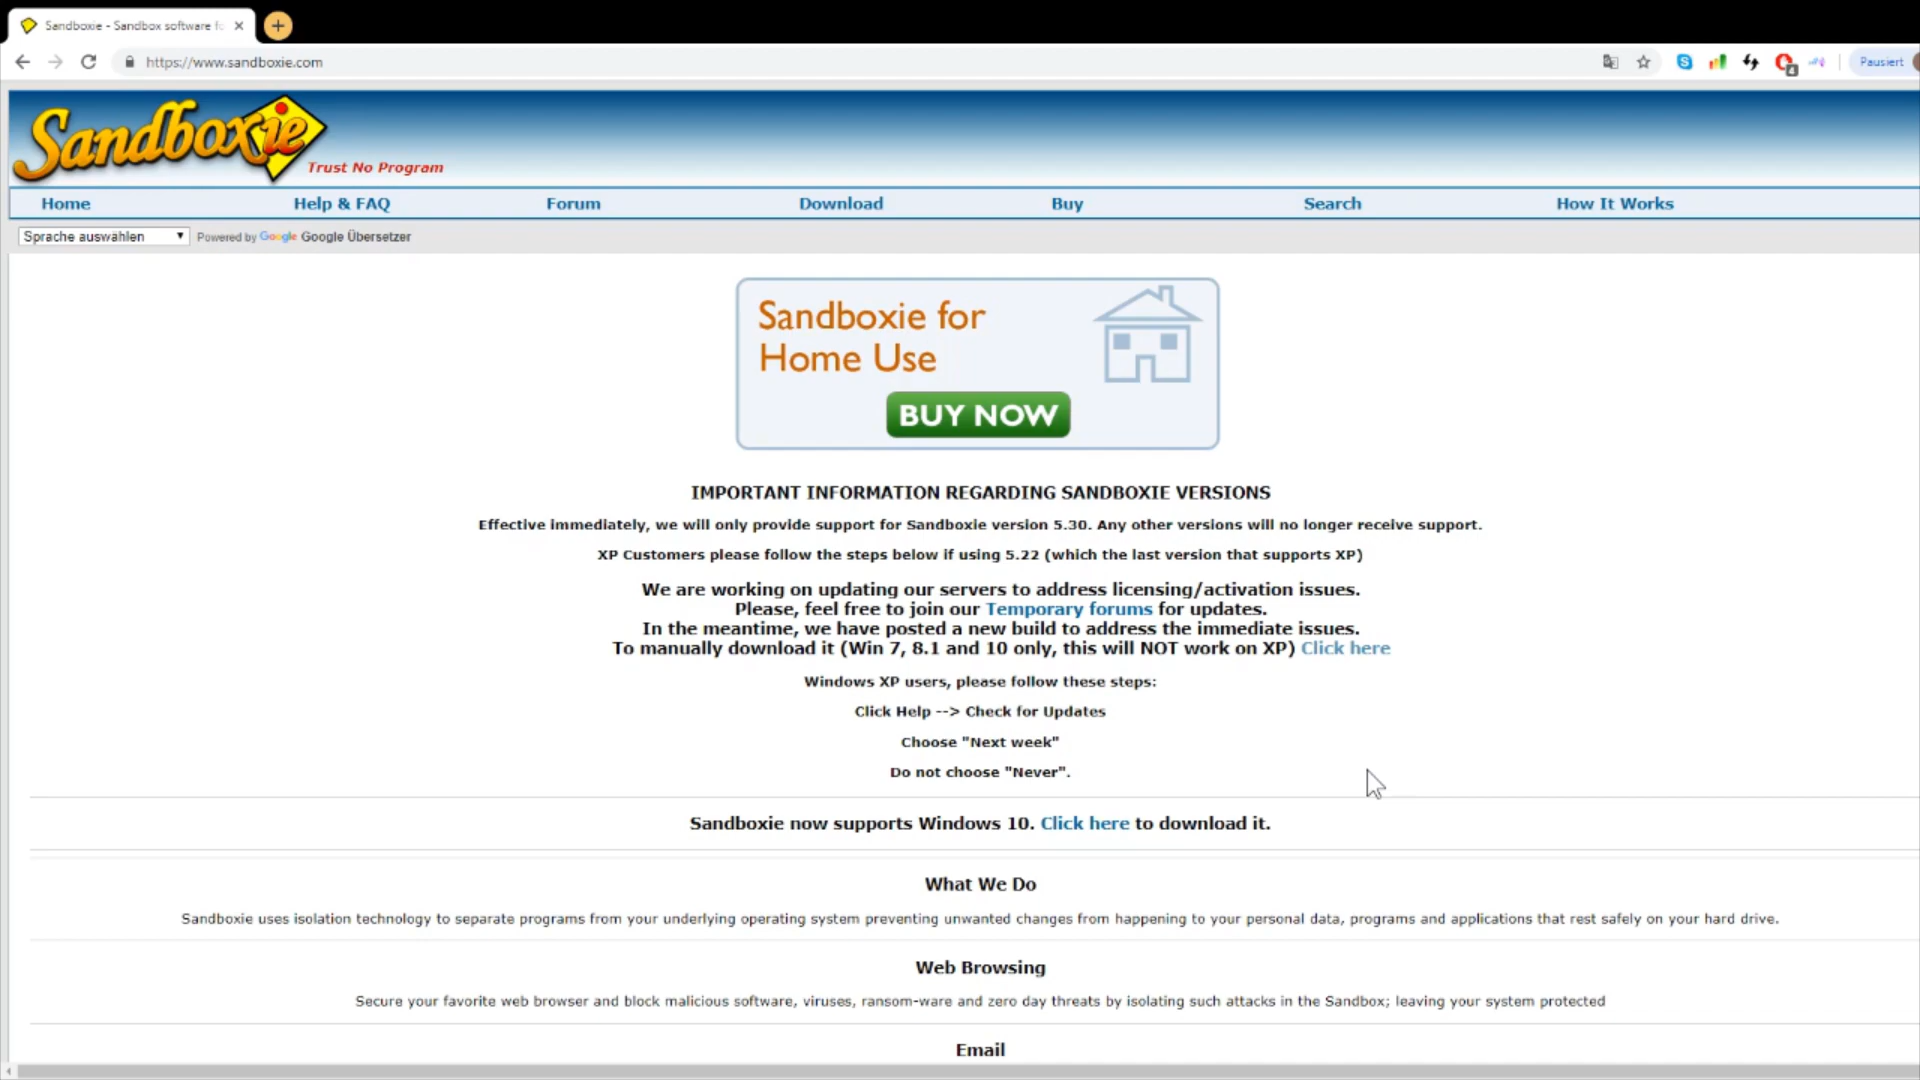 Sandboxie - Sandbox software fo
https://www.sandboxie.com
Pausiert
Sandboxie
Trust No Program
Home Help & FAQ Forum Download Buy Search How It Works
Sprache auswählen Powered by Google Google Übersetzer
Sandboxie for
Home Use
BUY NOW
IMPORTANT INFORMATION REGARDING SANDBOXIE VERSIONS
Effective immediately, we will only provide support for Sandboxie version 5.30. Any other versions will no longer receive support.
XP Customers please follow the steps below if using 5.22 (which the last version that supports XP)
We are working on updating our servers to address licensing/activation issues.
Please, feel free to join our Temporary forums for updates.
In the meantime, we have posted a new build to address the immediate issues.
To manually download it (Win 7, 8.1 and 10 only, this will NOT work on XP) Click here
Windows XP users, please follow these steps:
Click Help --> Check for Updates
Choose "Next week"
Do not choose "Never".
Sandboxie now supports Windows 10. Click here to download it.
What We Do
Sandboxie uses isolation technology to separate programs from your underlying operating system preventing unwanted changes from happening to your personal data, programs and applications that rest safely on your hard drive.
Web Browsing
Secure your favorite web browser and block malicious software, viruses, ransom-ware and zero day threats by isolating such attacks in the Sandbox; leaving your system protected
Email